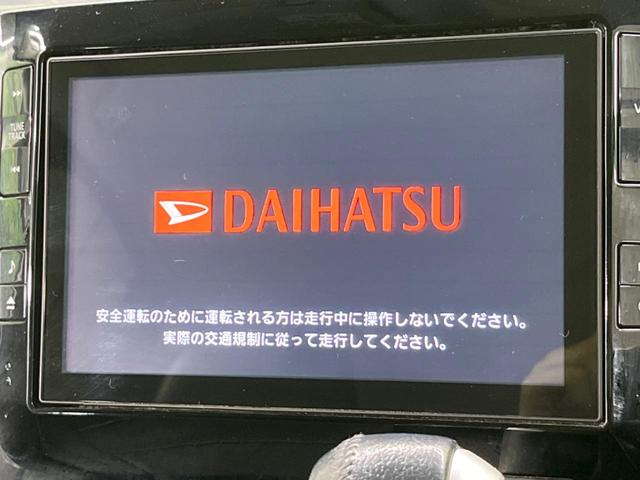 TUNE
TRACK
DAIHATSU
安全運転のために運転される方は走行中に操作しないでください。
実際の交通規制に従って走行してください。